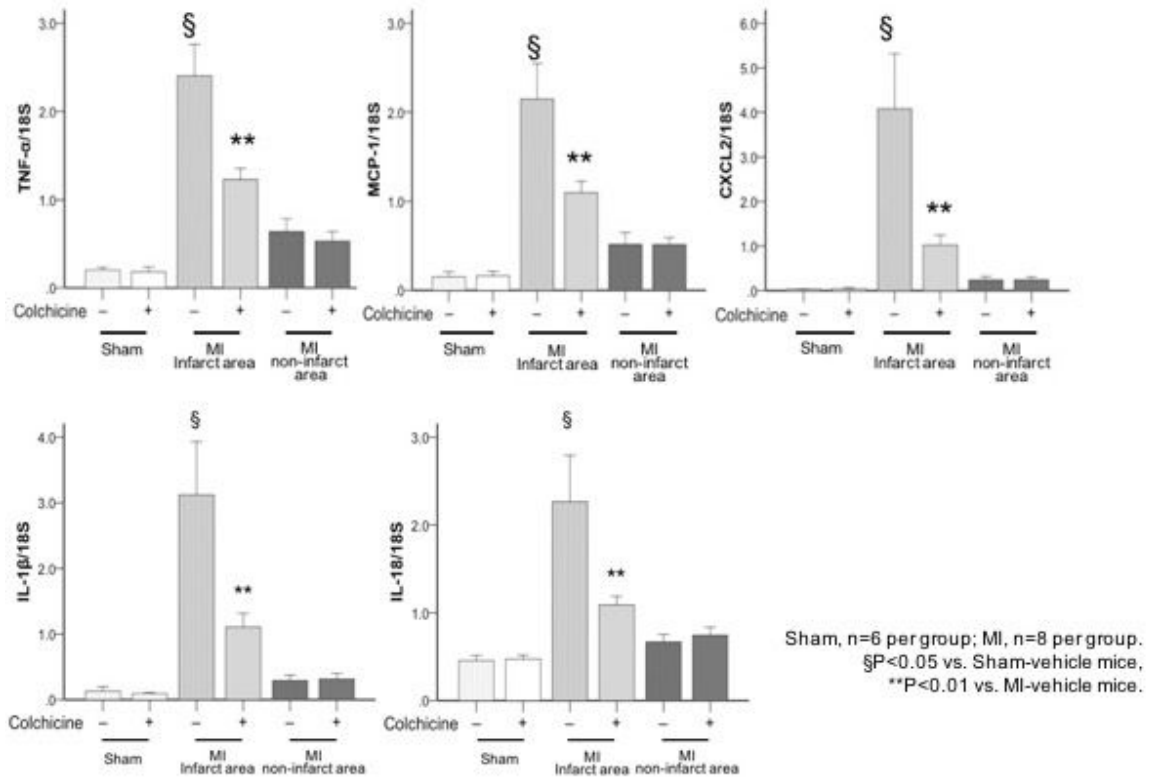 3.0
2.0
1.0
.0
TNF-α/18S
§
**
Colchicine – + – + – +
Sham
MI
Infarct area
MI
non-infarct
area
3.0
2.0
1.0
.0
MCP-1/18S
§
**
Colchicine – + – + – +
Sham
MI
Infarct area
MI
non-infarct
area
6.0
5.0
4.0
3.0
2.0
1.0
.0
CXCL2/18S
§
**
Colchicine – + – + – +
Sham
MI
Infarct area
MI
non-infarct
area
4.0
3.0
2.0
1.0
.0
IL-1β/18S
§
**
Colchicine – + – + – +
Sham
MI
Infarct area
MI
non-infarct area
3.0
2.0
1.0
.0
IL-18/18S
§
**
Colchicine – + – + – +
Sham
MI
Infarct area
MI
non-infarct area
Sham, n=6 per group; MI, n=8 per group.
§P<0.05 vs. Sham-vehicle mice,
**P<0.01 vs. MI-vehicle mice.